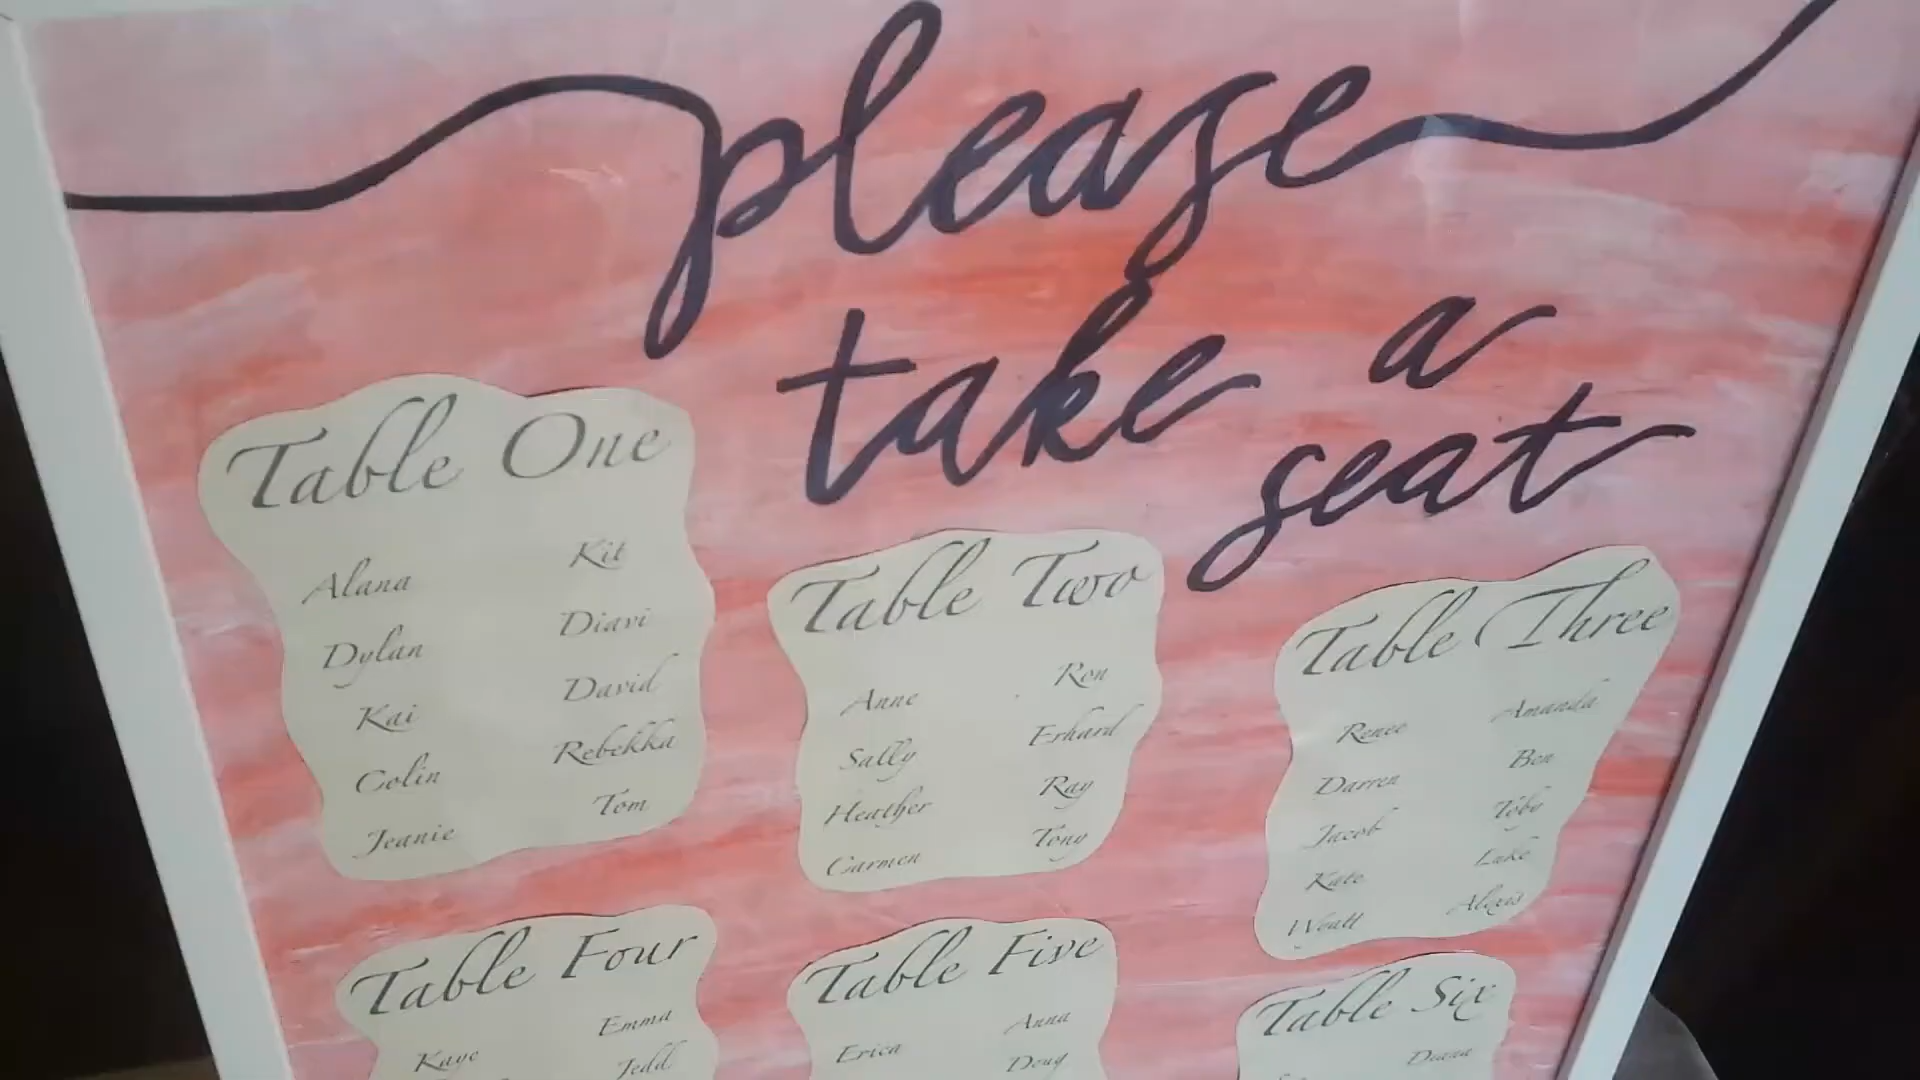 please
take a
seat
Table One
Alana
Dylan
Kai
Colin
Jeanie
Kit
Diavi
David
Rebekka
Tom
Table Two
Anne
Sally
Heather
Carmen
Ron
Erhard
Ray
Tony
Table Three
Renee
Darren
Jacob
Kate
Wyatt
Amanda
Ben
Toby
Luke
Alexis
Table Four
Kaye
Emma
Jedd
Table Five
Erica
Anna
Doug
Table Six
Diana